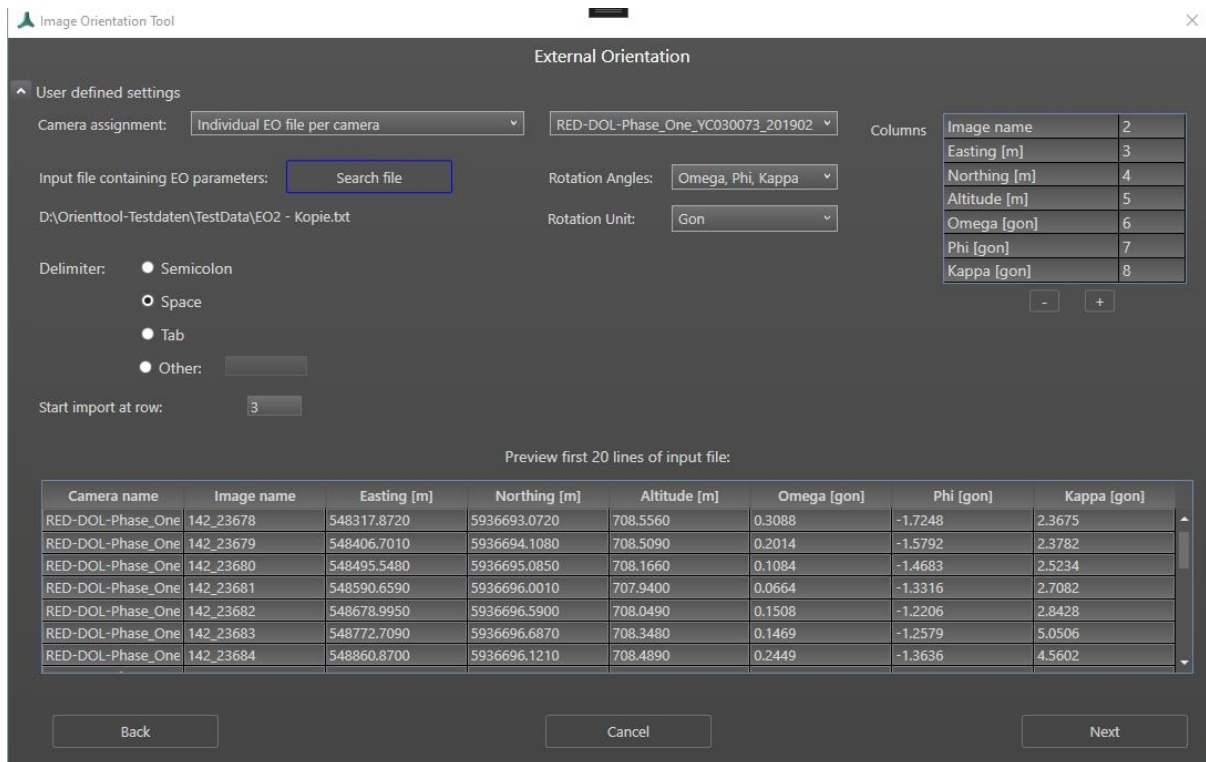 Image Orientation Tool
External Orientation
User defined settings
Camera assignment: Individual EO file per camera RED-DOL-Phase_One_YC030073_201902 Columns
Image name 2
Easting [m] 3
Northing [m] 4
Altitude [m] 5
Omega [gon] 6
Phi [gon] 7
Kappa [gon] 8
- +
Input file containing EO parameters: Search file Rotation Angles: Omega, Phi, Kappa
D:\Orienttool-Testdaten\TestData\EO2 - Kopie.txt Rotation Unit: Gon
Delimiter: Semicolon
Space
Tab
Other:
Start import at row: 3
Preview first 20 lines of input file:
Camera name Image name Easting [m] Northing [m] Altitude [m] Omega [gon] Phi [gon] Kappa [gon]
RED-DOL-Phase_One 142_23678 548317.8720 5936693.0720 708.5560 0.3088 -1.7248 2.3675
RED-DOL-Phase_One 142_23679 548406.7010 5936694.1080 708.5090 0.2014 -1.5792 2.3782
RED-DOL-Phase_One 142_23680 548495.5480 5936695.0850 708.1660 0.1084 -1.4683 2.5234
RED-DOL-Phase_One 142_23681 548590.6590 5936696.0010 707.9400 0.0664 -1.3316 2.7082
RED-DOL-Phase_One 142_23682 548678.9950 5936696.5900 708.0490 0.1508 -1.2206 2.8428
RED-DOL-Phase_One 142_23683 548772.7090 5936696.6870 708.3480 0.1469 -1.2579 5.0506
RED-DOL-Phase_One 142_23684 548860.8700 5936696.1210 708.4890 0.2449 -1.3636 4.5602
Back Cancel Next